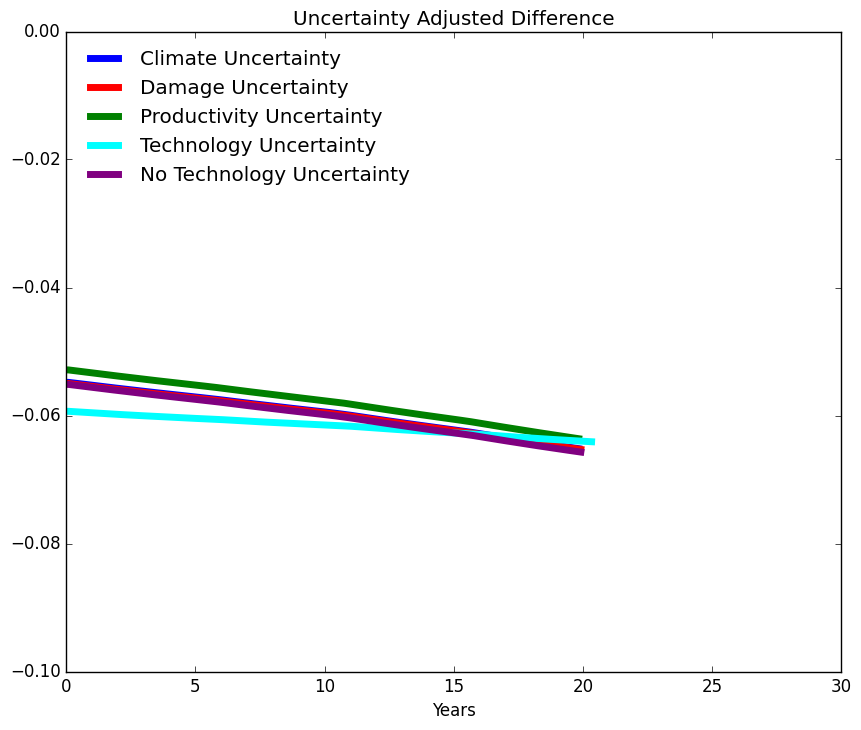 Uncertainty Adjusted Difference
0.00
Climate Uncertainty
Damage Uncertainty
Productivity Uncertainty
Technology Uncertainty
No Technology Uncertainty
−0.02
−0.04
−0.06
−0.08
−0.10
0 5 10 15 20 25 30
Years